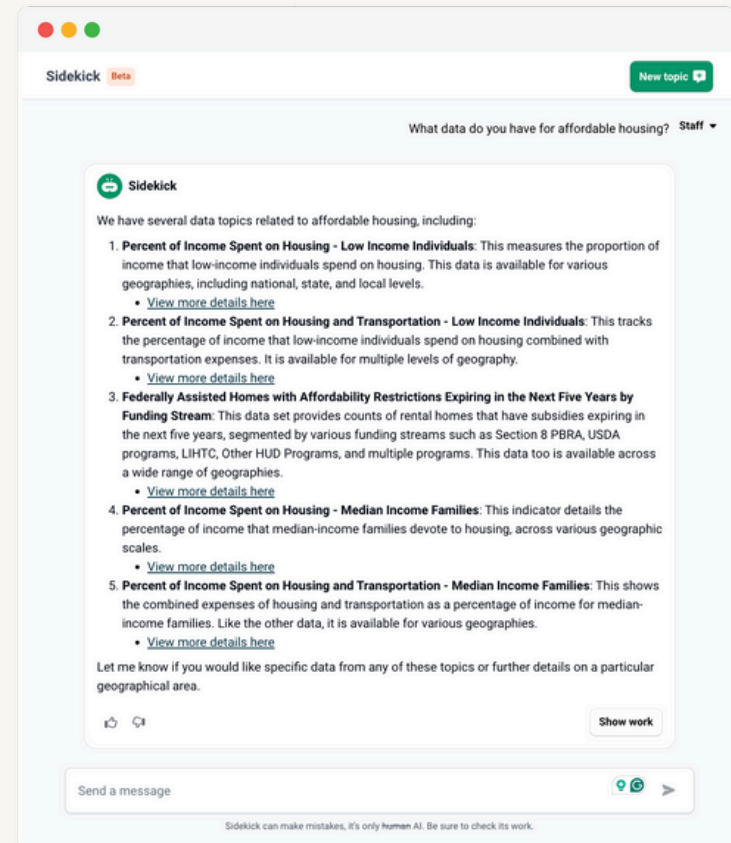 Sidekick Beta
New topic
What data do you have for affordable housing? Staff
Sidekick
We have several data topics related to affordable housing, including:
1. Percent of Income Spent on Housing - Low Income Individuals: This measures the proportion of
income that low-income individuals spend on housing. This data is available for various
geographies, including national, state, and local levels.
• View more details here
2. Percent of Income Spent on Housing and Transportation - Low Income Individuals: This tracks
the percentage of income that low-income individuals spend on housing combined with
transportation expenses. It is available for multiple levels of geography.
• View more details here
3. Federally Assisted Homes with Affordability Restrictions Expiring in the Next Five Years by
Funding Stream: This data set provides counts of rental homes that have subsidies expiring in
the next five years, segmented by various funding streams such as Section 8 PBRA, USDA
programs, LIHTC, Other HUD Programs, and multiple programs. This data too is available across
a wide range of geographies.
• View more details here
4. Percent of Income Spent on Housing - Median Income Families: This indicator details the
percentage of income that median-income families devote to housing, across various geographic
scales.
• View more details here
5. Percent of Income Spent on Housing and Transportation - Median Income Families: This shows
the combined expenses of housing and transportation as a percentage of income for median-
income families. Like the other data, it is available for various geographies.
• View more details here
Let me know if you would like specific data from any of these topics or further details on a particular
geographical area.
Show work
Send a message
Sidekick can make mistakes, it's only human AI. Be sure to check its work.